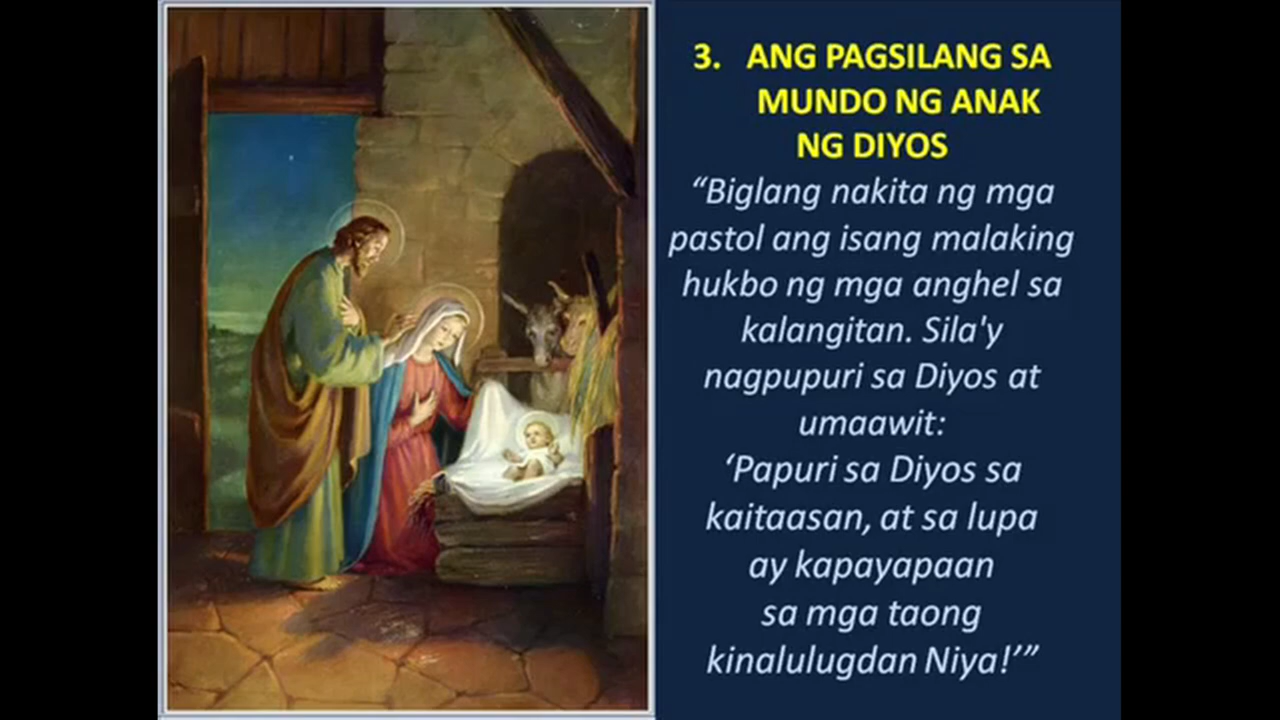 3. ANG PAGSILANG SA
MUNDO NG ANAK
NG DIYOS
“Biglang nakita ng mga
pastol ang isang malaking
hukbo ng mga anghel sa
kalangitan. Sila'y
nagpupuri sa Diyos at
umaawit:
‘Papuri sa Diyos sa
kaitaasan, at sa lupa
ay kapayapaan
sa mga taong
kinalulugdan Niya!’”